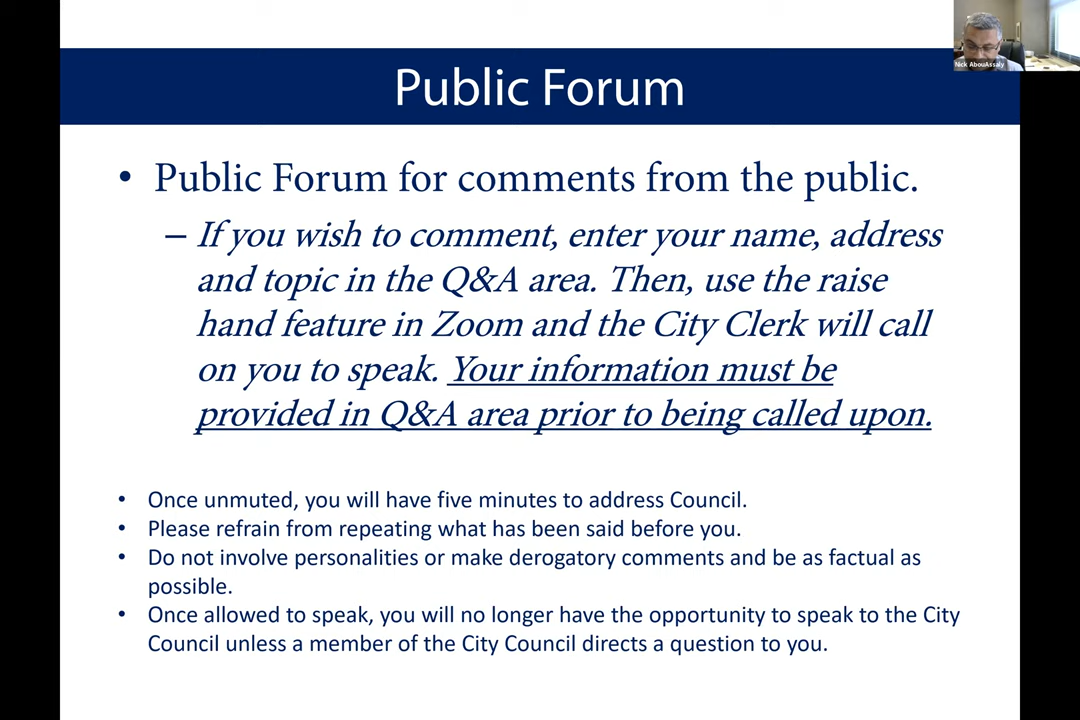 Nick AbouAssaly
Public Forum
• Public Forum for comments from the public.
– If you wish to comment, enter your name, address
and topic in the Q&A area. Then, use the raise
hand feature in Zoom and the City Clerk will call
on you to speak. Your information must be
provided in Q&A area prior to being called upon.
• Once unmuted, you will have five minutes to address Council.
• Please refrain from repeating what has been said before you.
• Do not involve personalities or make derogatory comments and be as factual as
possible.
• Once allowed to speak, you will no longer have the opportunity to speak to the City
Council unless a member of the City Council directs a question to you.